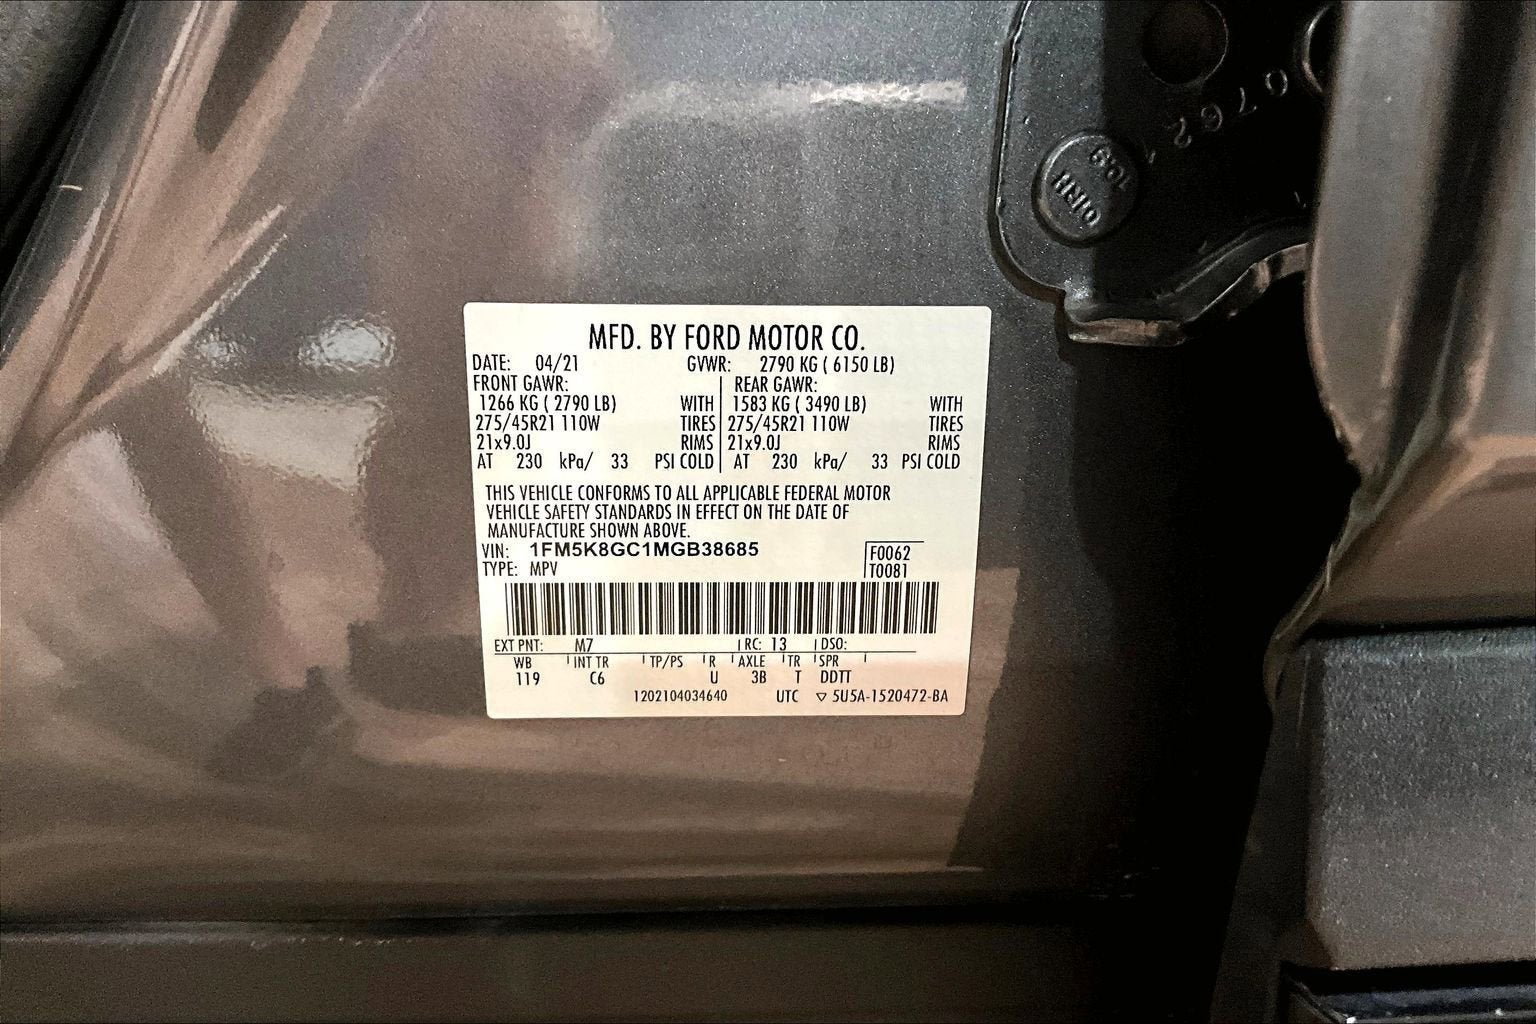 MFD. BY FORD MOTOR CO.
DATE: 04/21 GVWR: 2790 KG ( 6150 LB)
FRONT GAWR: REAR GAWR:
1266 KG ( 2790 LB) WITH 1583 KG ( 3490 LB) WITH
275/45R21 110W TIRES 275/45R21 110W TIRES
21x9.0J RIMS 21x9.0J RIMS
AT 230 kPa/ 33 PSI COLD AT 230 kPa/ 33 PSI COLD
THIS VEHICLE CONFORMS TO ALL APPLICABLE FEDERAL MOTOR
VEHICLE SAFETY STANDARDS IN EFFECT ON THE DATE OF
MANUFACTURE SHOWN ABOVE.
VIN: 1FM5K8GC1MGB38685 F0062
TYPE: MPV T0081
EXT PNT: M7 RC: 13 DSO:
WB INT TR TP/PS R AXLE TR SPR
119 C6 U 3B T DDTT
1202104034640 UTC ▽ 5U5A-1520472-BA